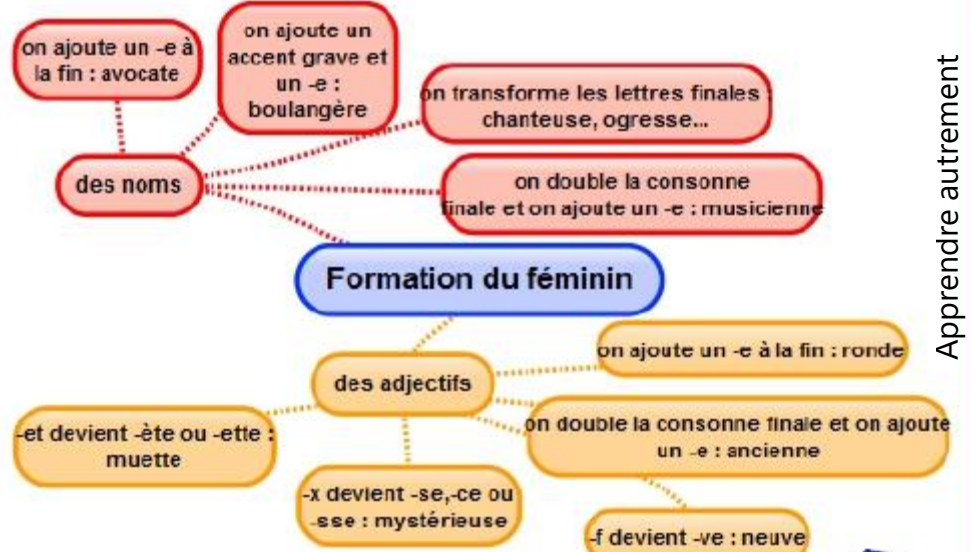 on ajoute un -e à
la fin : avocate
on ajoute un
accent grave et
un -e :
boulangère
on transforme les lettres finales :
chanteuse, ogresse...
des noms
on double la consonne
finale et on ajoute un -e : musicienne
Formation du féminin
on ajoute un -e à la fin : ronde
des adjectifs
on double la consonne finale et on ajoute
un -e : ancienne
-et devient -ète ou -ette :
muette
-x devient -se,-ce ou
-sse : mystérieuse
-f devient -ve : neuve
Apprendre autrement